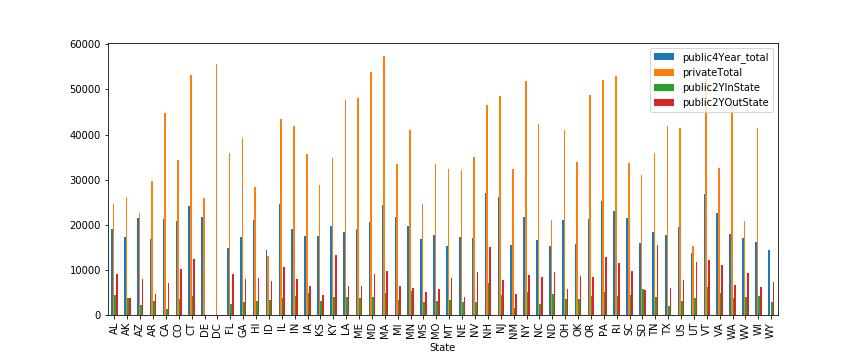 60000
50000
40000
30000
20000
10000
0
public4Year_total
privateTotal
public2YInState
public2YOutState
AL AK AZ AR CA CO CT DE DC FL GA HI ID IL IN IA KS KY LA ME MD MA MI MN MS MO MT NE NV NH NJ NM NY NC ND OH OK OR PA RI SC SD TN TX US UT VT VA WA WV WI WY
State